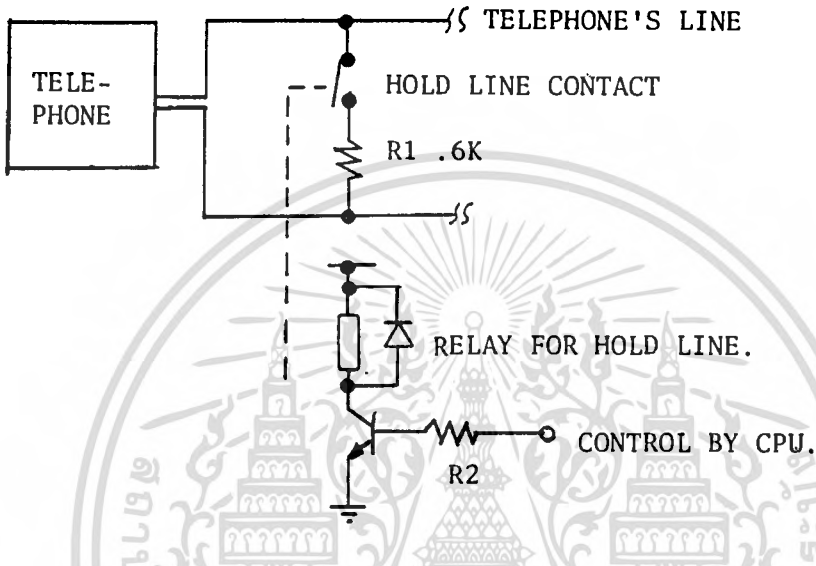 TELEPHONE'S LINE
TELE-
PHONE
HOLD LINE CONTACT
R1 .6K
RELAY FOR HOLD LINE.
CONTROL BY CPU.
R2